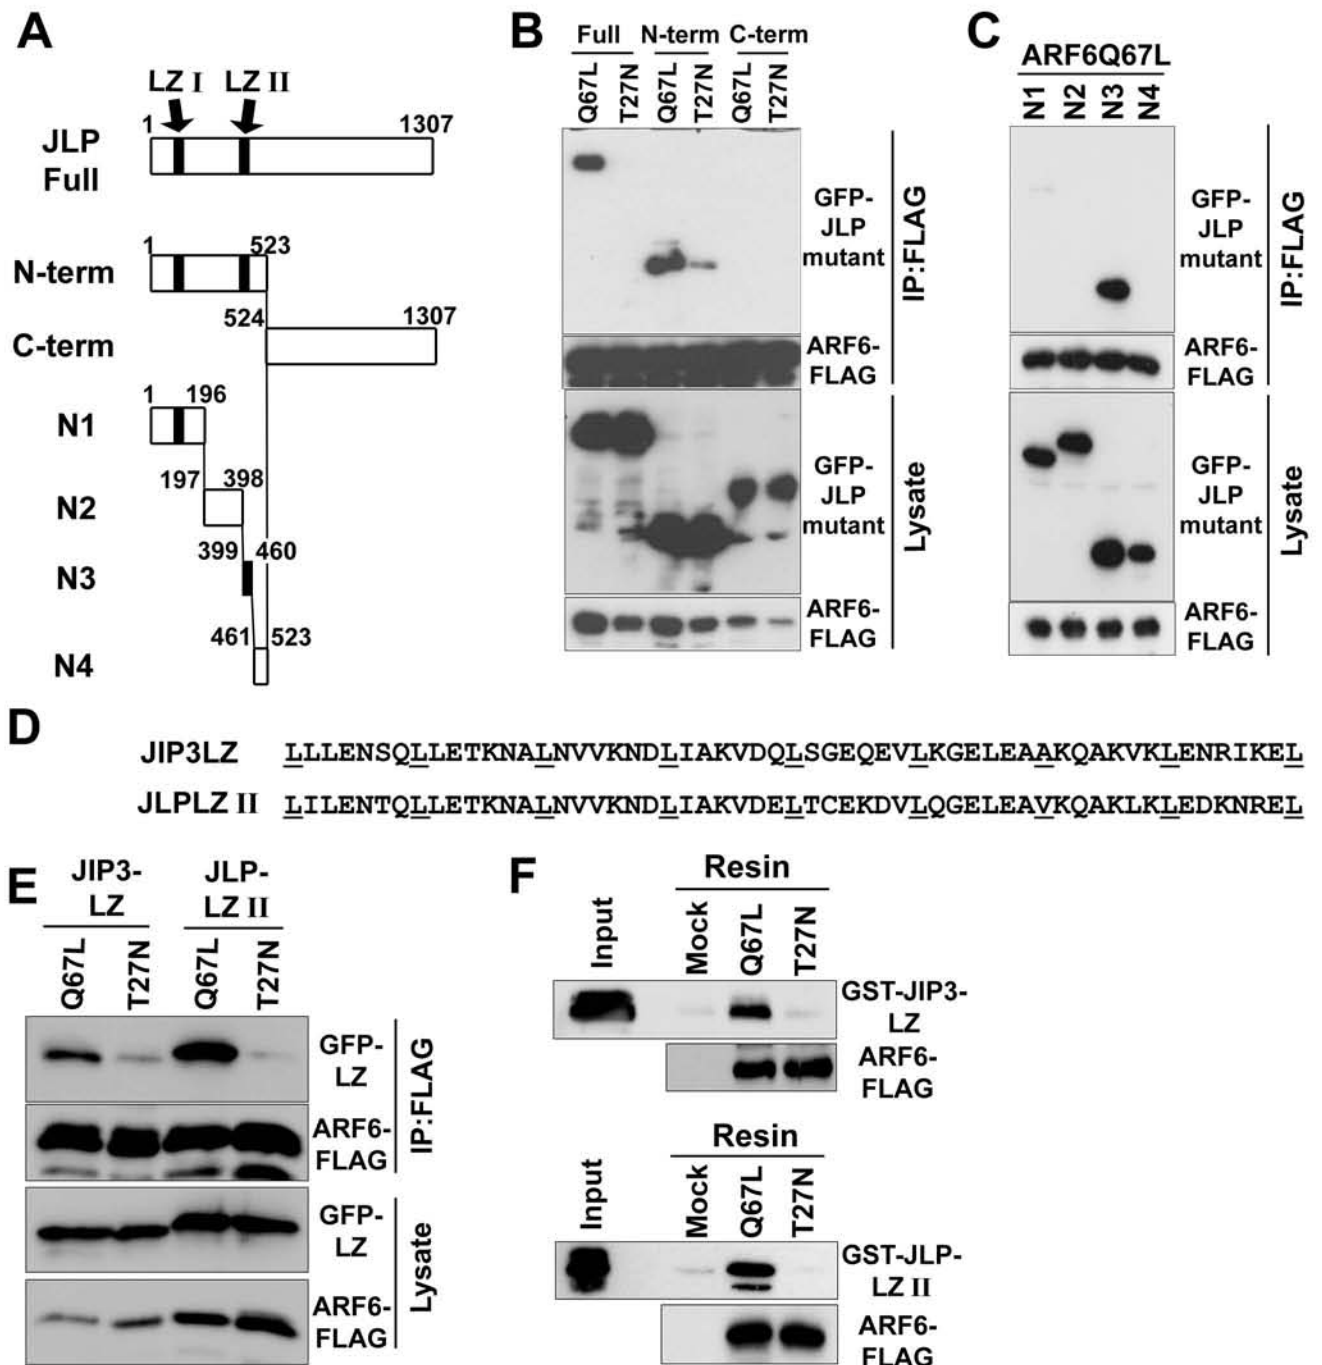 A
LZ I LZ II
1 1307
JLP
Full
1 523
N-term
524 1307
C-term
1 196
N1
197 398
N2
399 460
N3
461 523
N4
B
Full N-term C-term
Q67L T27N Q67L T27N Q67L T27N
GFP-
JLP
mutant
IP:FLAG
ARF6-
FLAG
GFP-
JLP
mutant
Lysate
ARF6-
FLAG
C
ARF6Q67L
N1 N2 N3 N4
GFP-
JLP
mutant
IP:FLAG
ARF6-
FLAG
GFP-
JLP
mutant
Lysate
ARF6-
FLAG
D
JIP3LZ LLLENSQLLETKNALNVVKNDLIAKVDQLSGEQEVLKGELEAAKQAKVKLENRIKEL
JLPLZ II LILENTQLLETKNALNVVKNDLIAKVDELTCEKDVLQGELEAVKQAKLKLEDKNREL
E
JIP3-
LZ
JLP-
LZ II
Q67L T27N Q67L T27N
GFP-
LZ
IP:FLAG
ARF6-
FLAG
GFP-
LZ
Lysate
ARF6-
FLAG
F
Resin
Input Mock Q67L T27N
GST-JIP3-
LZ
ARF6-
FLAG
Resin
Input Mock Q67L T27N
GST-JLP-
LZ II
ARF6-
FLAG